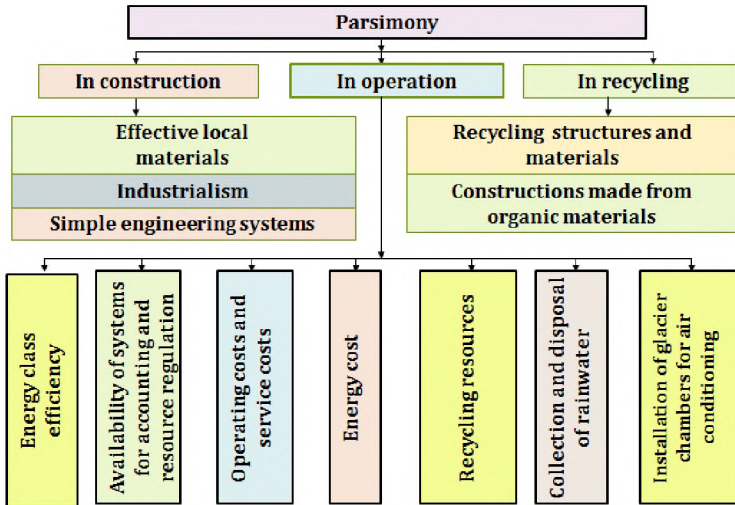 Parsimony
In construction
In operation
In recycling
Effective local
materials
Industrialism
Simple engineering systems
Recycling structures and
materials
Constructions made from
organic materials
Energy class
efficiency
Availability of systems
for accounting and
resource regulation
Operating costs and
service costs
Energy cost
Recycling resources
Collection and disposal
of rainwater
Installation of glacier
chambers for air
conditioning